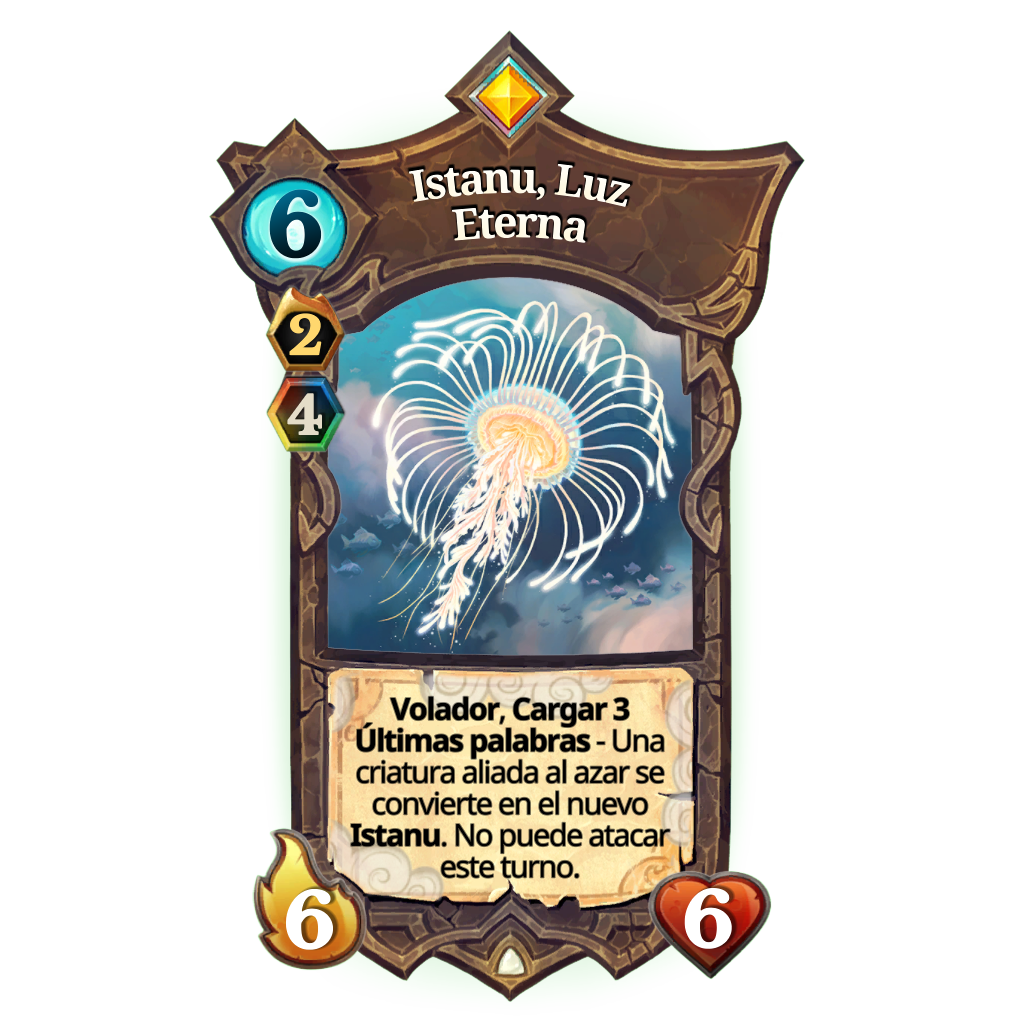 Istanu, Luz
Eterna
6
2
4
Volador, Cargar 3
Últimas palabras - Una
criatura aliada al azar se
convierte en el nuevo
Istanu. No puede atacar
este turno.
6
6